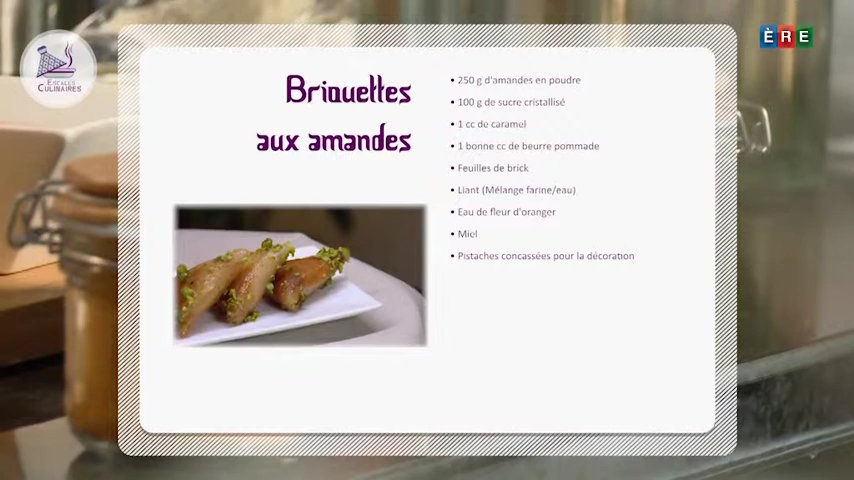 ESCALES
CULINAIRES
ÈRE
Briquettes
aux amandes
• 250 g d'amandes en poudre
• 100 g de sucre cristallisé
• 1 cc de caramel
• 1 bonne cc de beurre pommade
• Feuilles de brick
• Liant (Mélange farine/eau)
• Eau de fleur d'oranger
• Miel
• Pistaches concassées pour la décoration